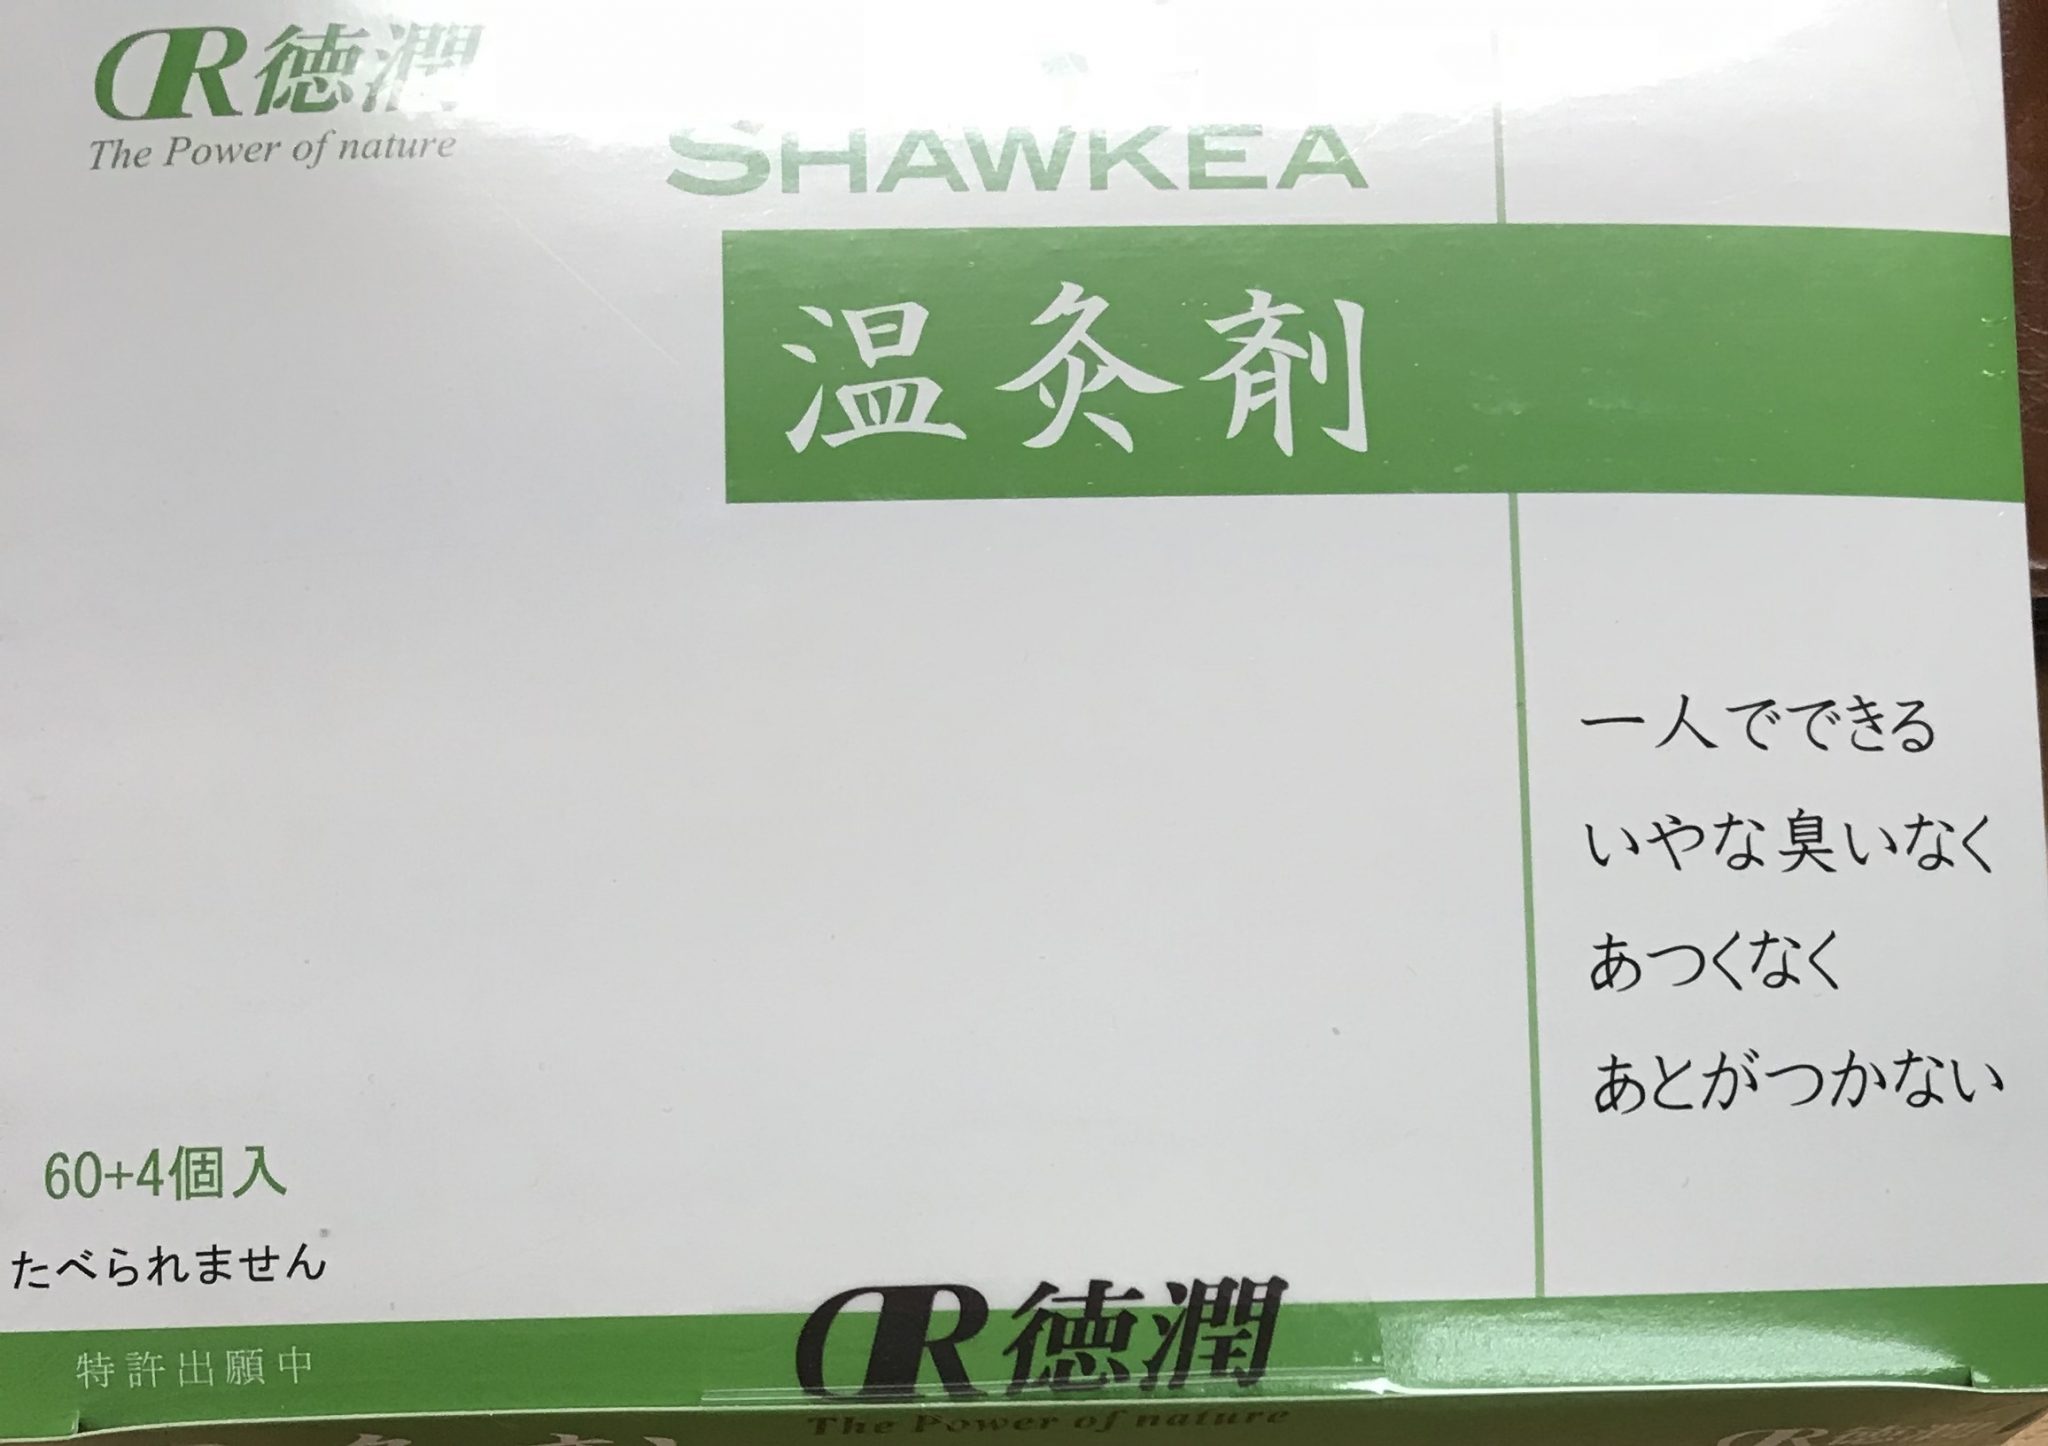 DR徳潤
The Power of nature
SHAWKEA
温灸剤
一人でできる
いやな臭いなく
あつくなく
あとがつかない
60+4個入
たべられません
特許出願中
DR徳潤
The Power of nature